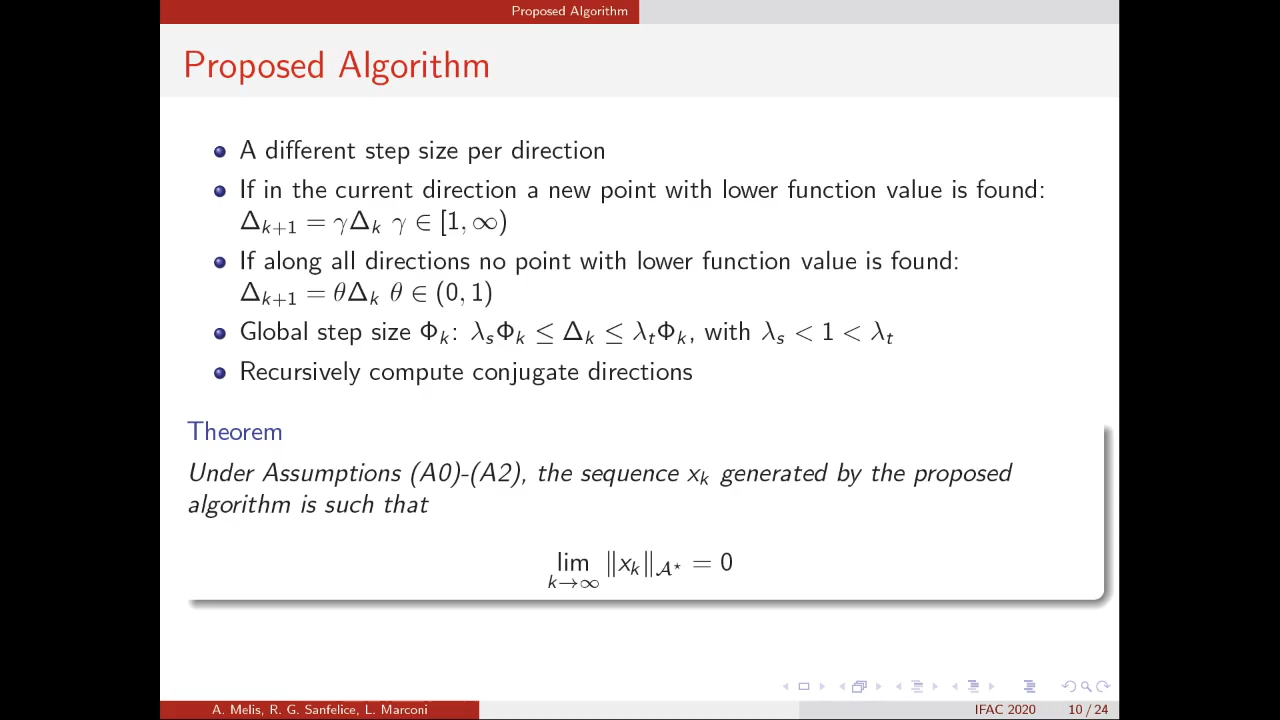 Proposed Algorithm
Proposed Algorithm
A different step size per direction
If in the current direction a new point with lower function value is found:
Δₖ₊₁ = γΔₖ γ ∈ [1, ∞)
If along all directions no point with lower function value is found:
Δₖ₊₁ = θΔₖ θ ∈ (0, 1)
Global step size Φₖ: λₛΦₖ ≤ Δₖ ≤ λₜΦₖ, with λₛ < 1 < λₜ
Recursively compute conjugate directions
Theorem
Under Assumptions (A0)-(A2), the sequence xₖ generated by the proposed
algorithm is such that
lim ‖xₖ‖𝒜⋆ = 0
k→∞
A. Melis, R. G. Sanfelice, L. Marconi IFAC 2020 10 / 24